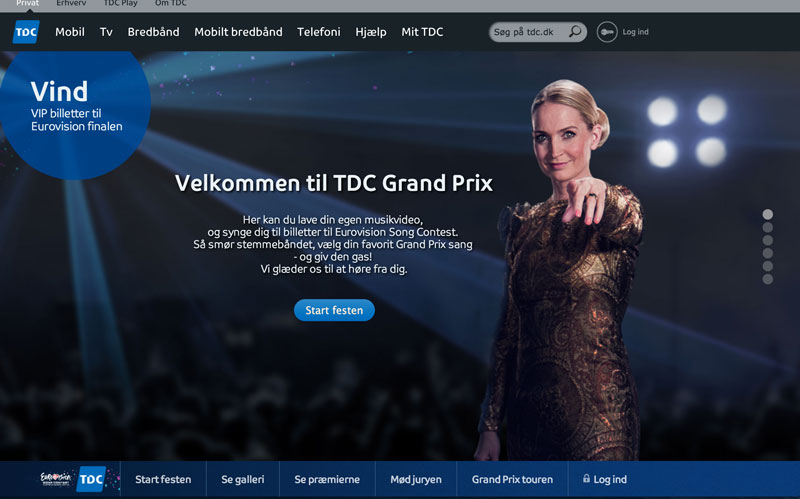 Privat Erhverv TDC Play Om TDC
TDC Mobil Tv Bredbånd Mobilt bredbånd Telefoni Hjælp Mit TDC Søg på tdc.dk Log ind
Vind
VIP billetter til
Eurovision finalen
Velkommen til TDC Grand Prix
Her kan du lave din egen musikvideo,
og synge dig til billetter til Eurovision Song Contest.
Så smør stemmebåndet, vælg din favorit Grand Prix sang
- og giv den gas!
Vi glæder os til at høre fra dig.
Start festen
Eurovision TDC Start festen Se galleri Se præmierne Mød juryen Grand Prix touren Log ind